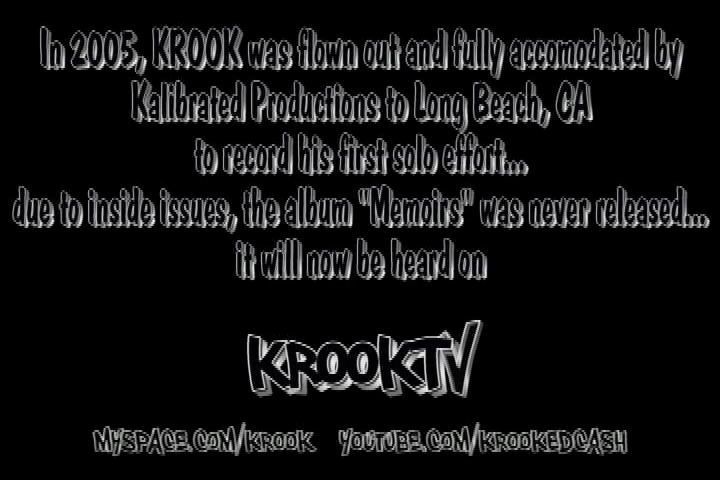 In 2005, KROOK was flown out and fully accomodated by
Kalibrated Productions to Long Beach, CA
to record his first solo effort...
due to inside issues, the album "Memoirs" was never released...
it will now be heard on
KROOKTV
MYSPACE.COM/KROOK YOUTUBE.COM/KROOKEDCASH